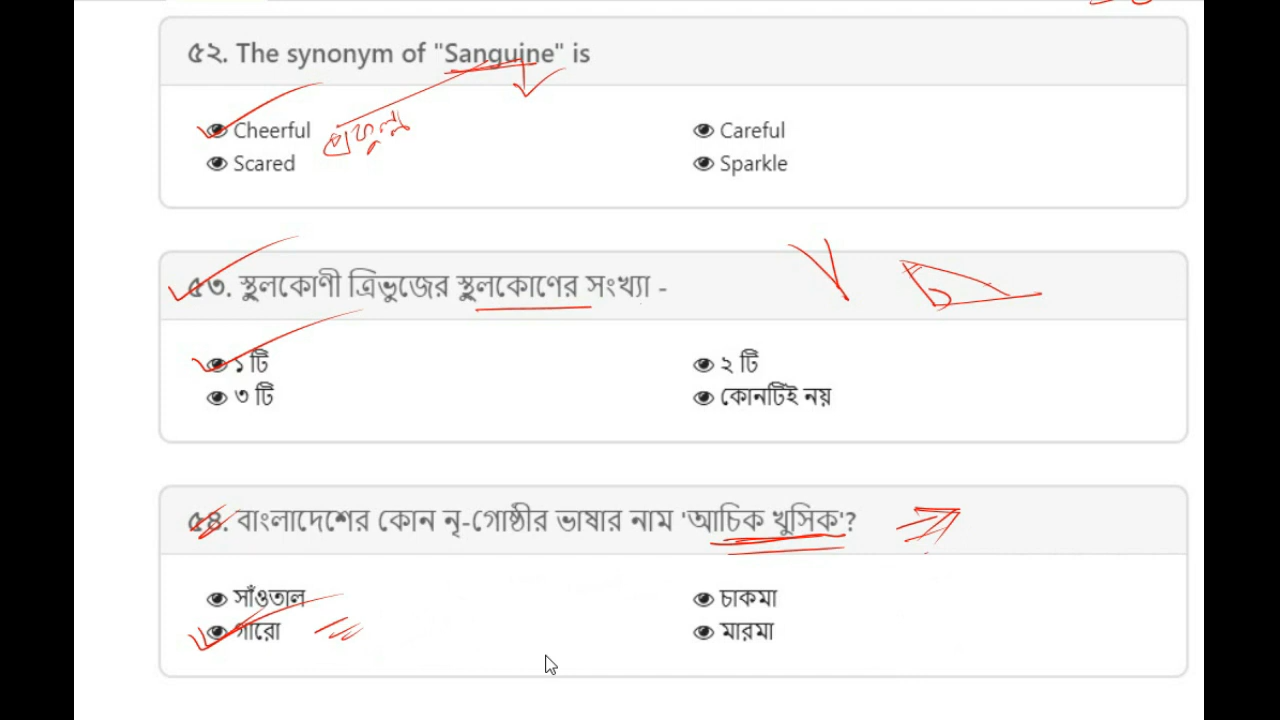 ৫২. The synonym of "Sanguine" is
Cheerful
Careful
Scared
Sparkle
প্রফুল্ল
৫৩. স্থুলকোণী ত্রিভুজের স্থুলকোণের সংখ্যা -
১ টি
২ টি
৩ টি
কোনটিই নয়
৫৪. বাংলাদেশের কোন নৃ-গোষ্ঠীর ভাষার নাম 'আচিক খুসিক'?
সাঁওতাল
চাকমা
গারো
মারমা